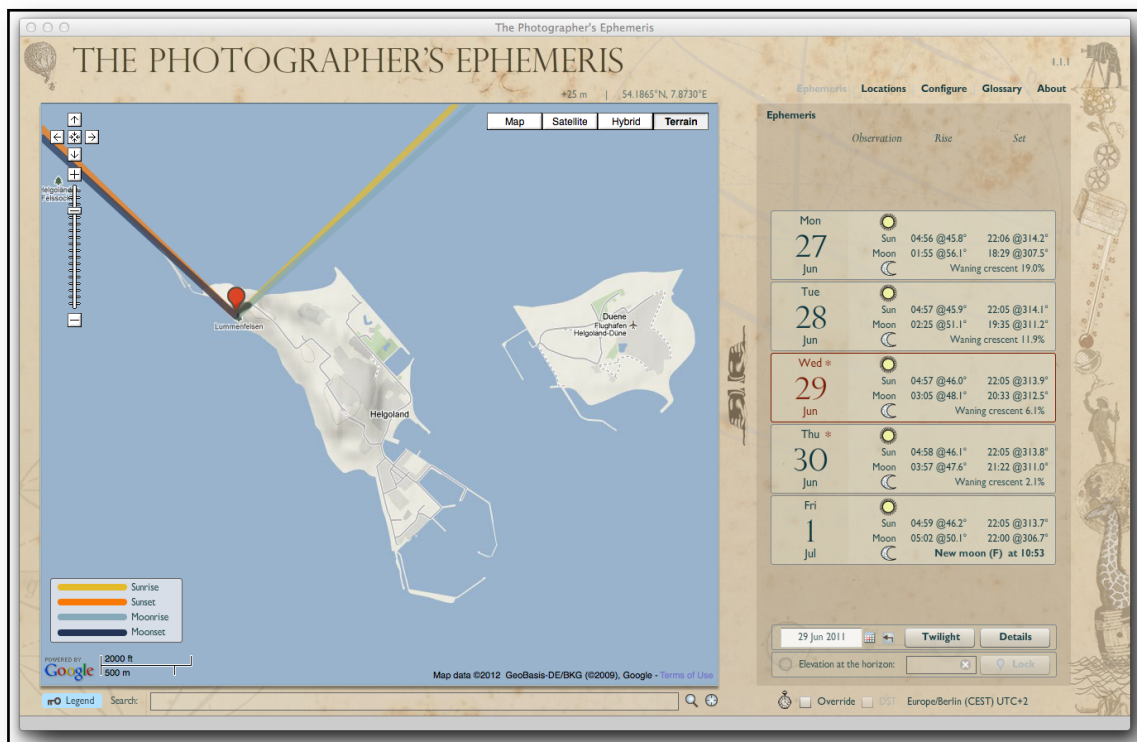 The Photographer's Ephemeris
THE PHOTOGRAPHER'S EPHEMERIS
1.1.1
+25 m | 54.1865°N, 7.8730°E
Ephemeris Locations Configure Glossary About
Map Satellite Hybrid Terrain
Lummenfelsen
Helgoland
Duene
Flughafen
Helgoland-Düne
Sunrise
Sunset
Moonrise
Moonset
POWERED BY
Google
2000 ft
500 m
Map data ©2012 GeoBasis-DE/BKG (©2009), Google - Terms of Use
Legend Search:
Ephemeris
Observation Rise Set
Mon
27
Jun
Sun 04:56 @45.8° 22:06 @314.2°
Moon 01:55 @56.1° 18:29 @307.5°
Waning crescent 19.0%
Tue
28
Jun
Sun 04:57 @45.9° 22:05 @314.1°
Moon 02:25 @51.1° 19:35 @311.2°
Waning crescent 11.9%
Wed *
29
Jun
Sun 04:57 @46.0° 22:05 @313.9°
Moon 03:05 @48.1° 20:33 @312.5°
Waning crescent 6.1%
Thu *
30
Jun
Sun 04:58 @46.1° 22:05 @313.8°
Moon 03:57 @47.6° 21:22 @311.0°
Waning crescent 2.1%
Fri
1
Jul
Sun 04:59 @46.2° 22:05 @313.7°
Moon 05:02 @50.1° 22:00 @306.7°
New moon (F) at 10:53
29 Jun 2011 Twilight Details
Elevation at the horizon: Lock
Override DST Europe/Berlin (CEST) UTC+2